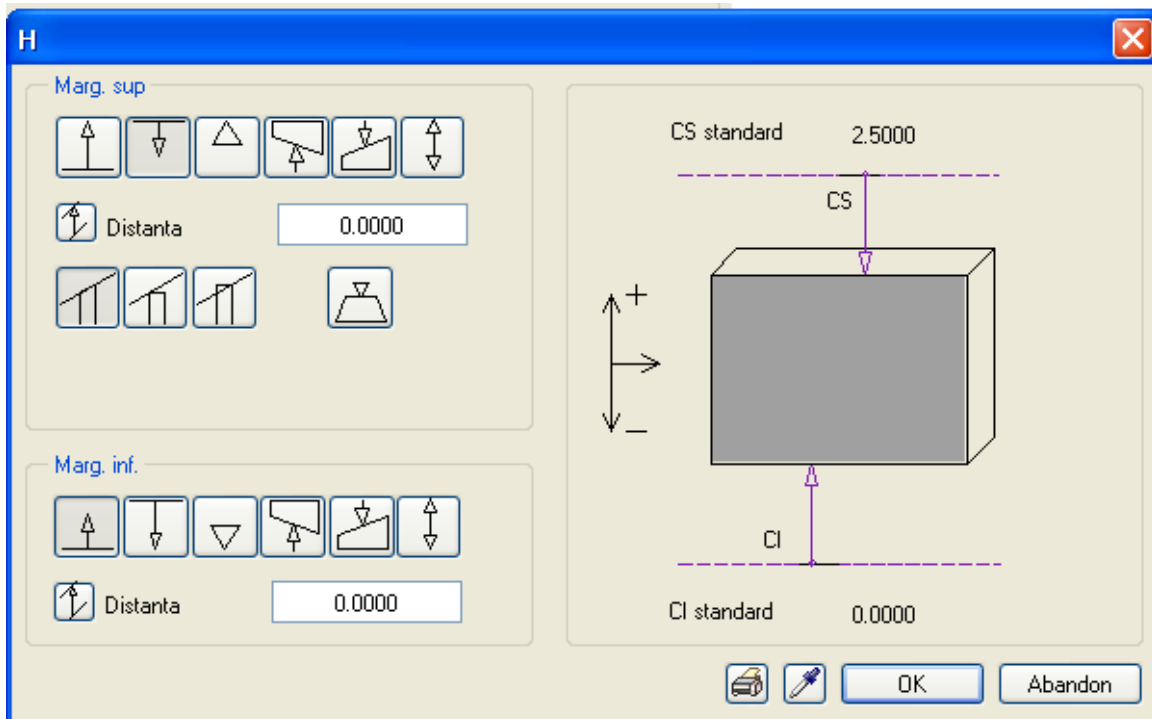 H
Marg. sup
Distanta 0.0000
Marg. inf.
Distanta 0.0000
CS standard 2.5000
CS
+
−
CI
CI standard 0.0000
OK Abandon